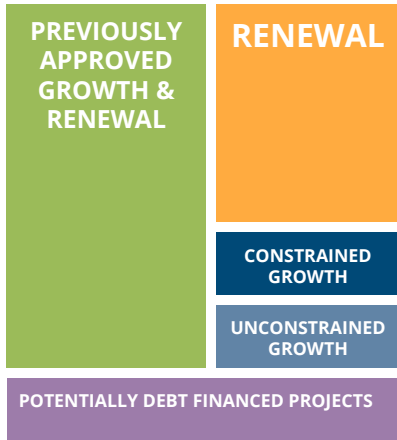 PREVIOUSLY
APPROVED
GROWTH &
RENEWAL
RENEWAL
CONSTRAINED
GROWTH
UNCONSTRAINED
GROWTH
POTENTIALLY DEBT FINANCED PROJECTS